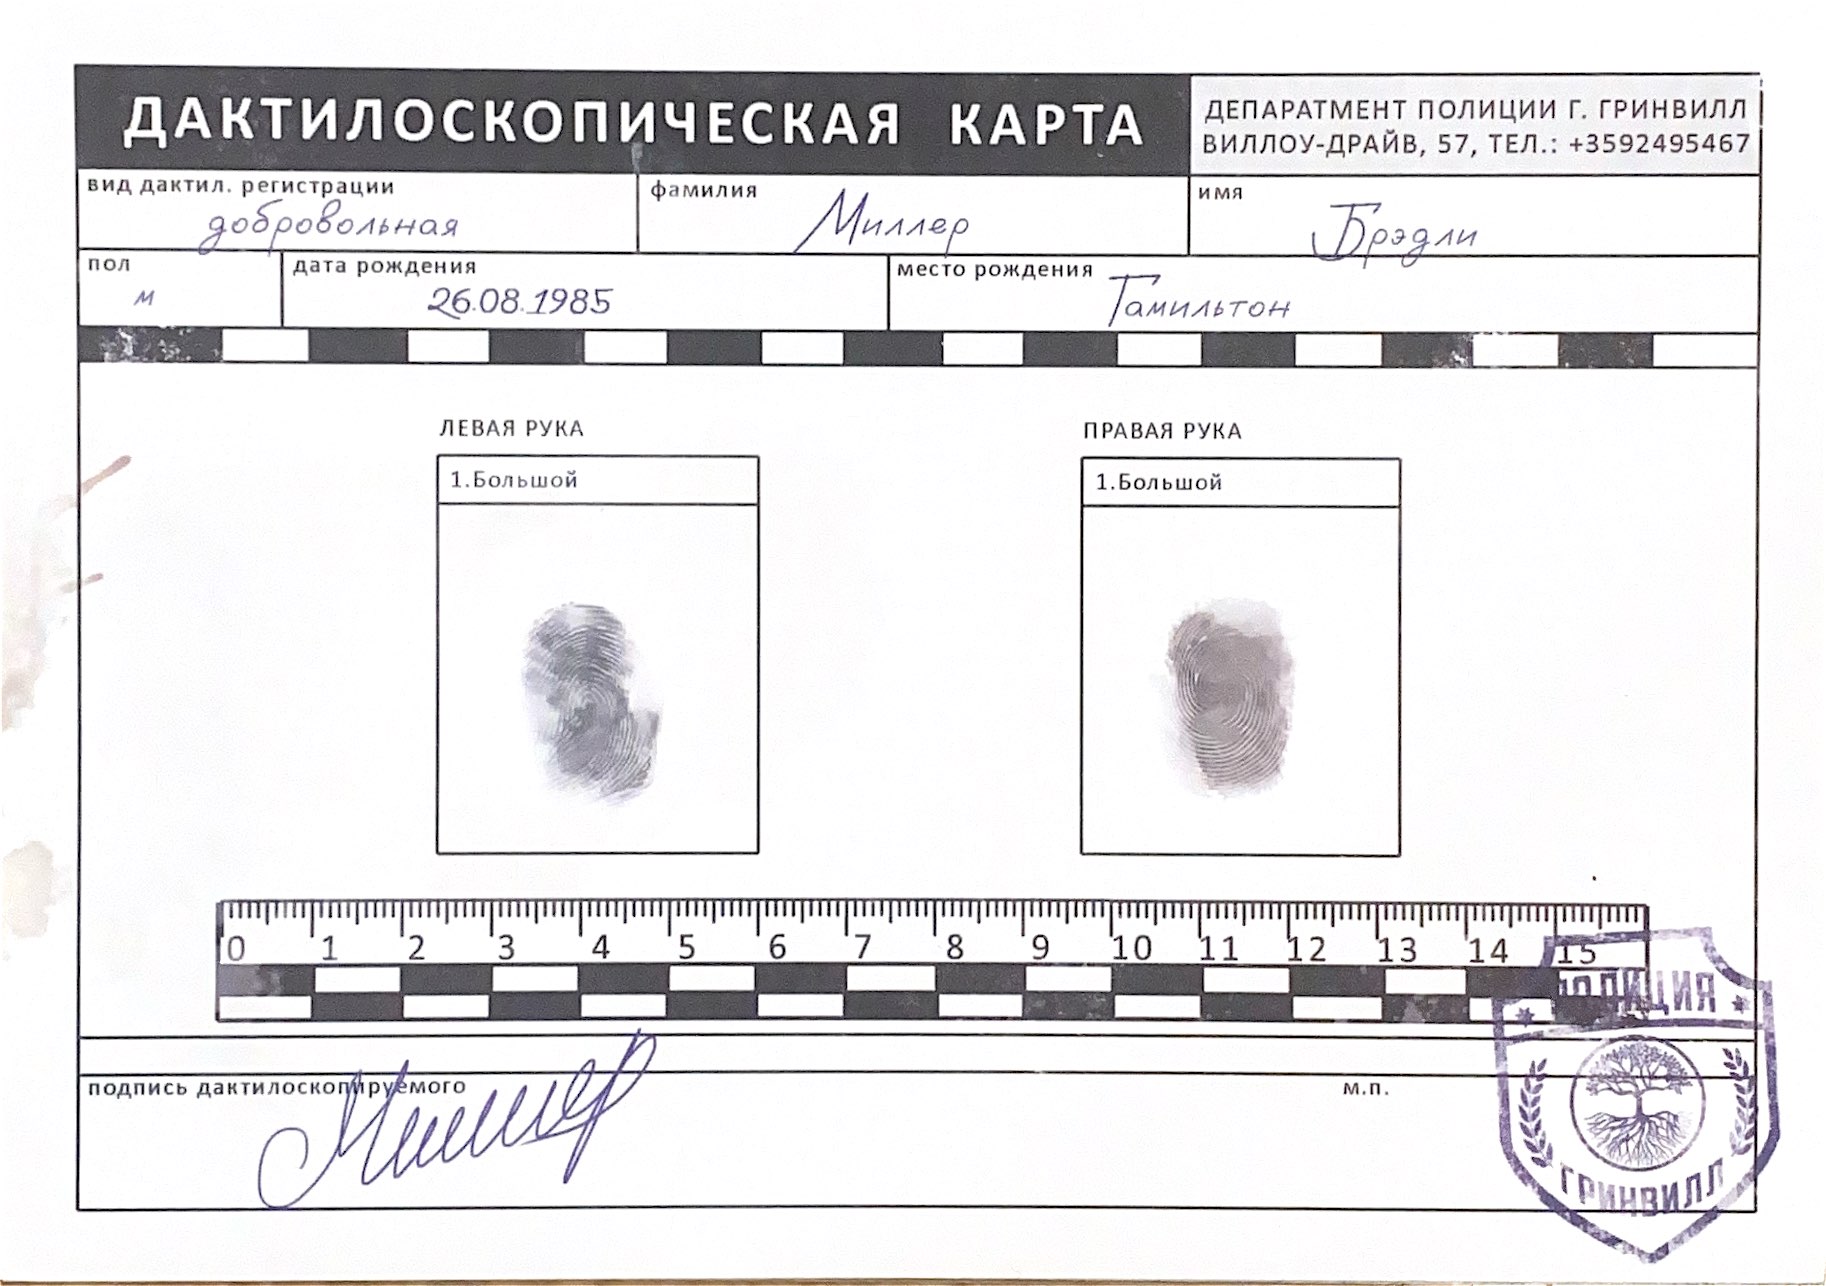 ДАКТИЛОСКОПИЧЕСКАЯ КАРТА
ДЕПАРАТМЕНТ ПОЛИЦИИ Г. ГРИНВИЛЛ
ВИЛЛОУ-ДРАЙВ, 57, ТЕЛ.: +3592495467
вид дактил. регистрации
добровольная
фамилия
Миллер
имя
Брэдли
пол
м
дата рождения
26.08.1985
место рождения
Гамильтон
ЛЕВАЯ РУКА
1.Большой
ПРАВАЯ РУКА
1.Большой
0 1 2 3 4 5 6 7 8 9 10 11 12 13 14 15
подпись дактилоскопируемого
Миллер
м.п.
ПОЛИЦИЯ
ГРИНВИЛЛ